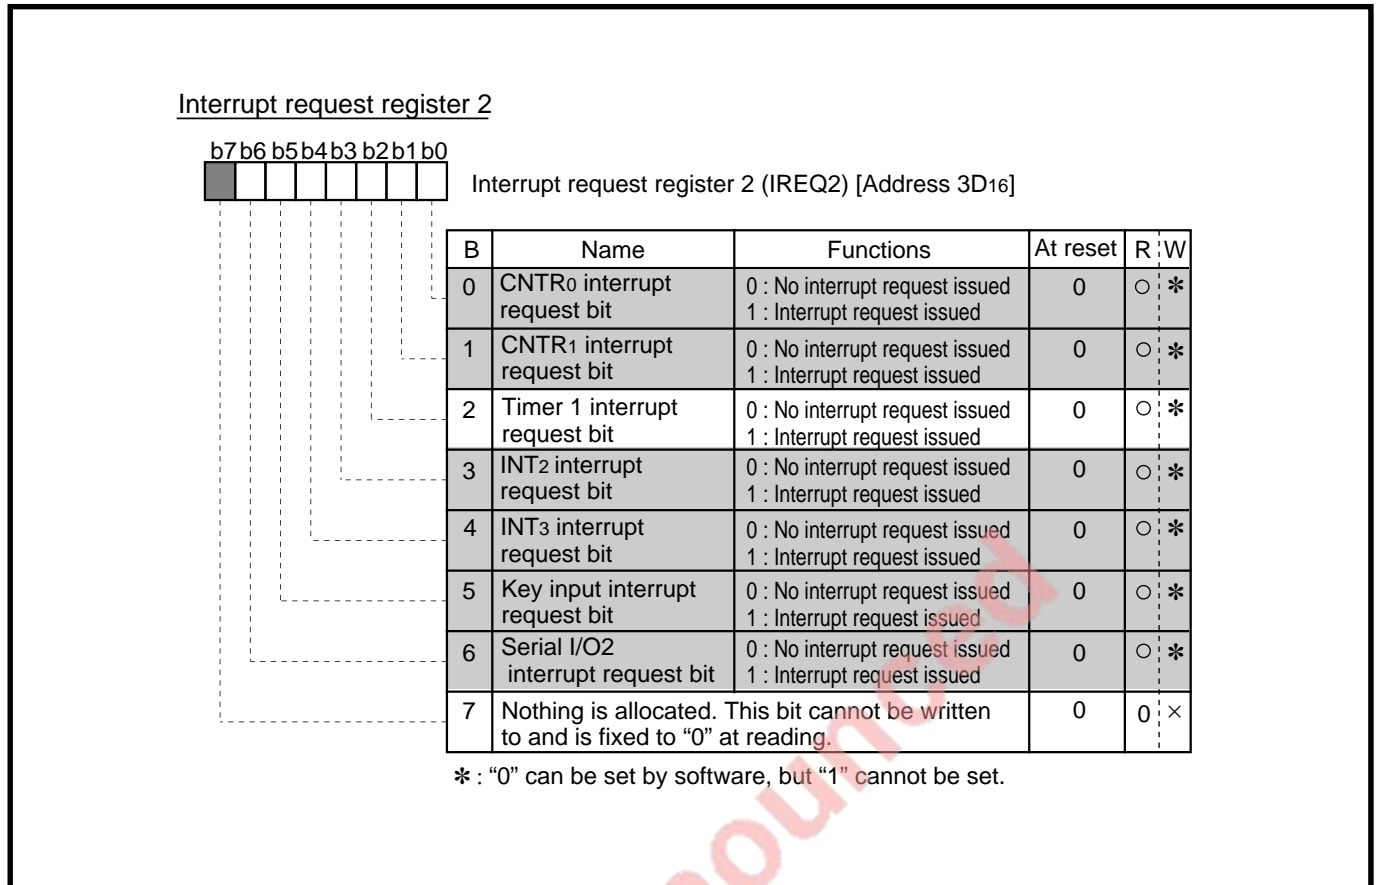 Interrupt request register 2
b7 b6 b5 b4 b3 b2 b1 b0
Interrupt request register 2 (IREQ2) [Address 3D16]
B Name Functions At reset R W
0 CNTR0 interrupt request bit 0 : No interrupt request issued 1 : Interrupt request issued 0 ○ ✻
1 CNTR1 interrupt request bit 0 : No interrupt request issued 1 : Interrupt request issued 0 ○ ✻
2 Timer 1 interrupt request bit 0 : No interrupt request issued 1 : Interrupt request issued 0 ○ ✻
3 INT2 interrupt request bit 0 : No interrupt request issued 1 : Interrupt request issued 0 ○ ✻
4 INT3 interrupt request bit 0 : No interrupt request issued 1 : Interrupt request issued 0 ○ ✻
5 Key input interrupt request bit 0 : No interrupt request issued 1 : Interrupt request issued 0 ○ ✻
6 Serial I/O2 interrupt request bit 0 : No interrupt request issued 1 : Interrupt request issued 0 ○ ✻
7 Nothing is allocated. This bit cannot be written to and is fixed to “0” at reading. 0 0 ×
✻ : “0” can be set by software, but “1” cannot be set.